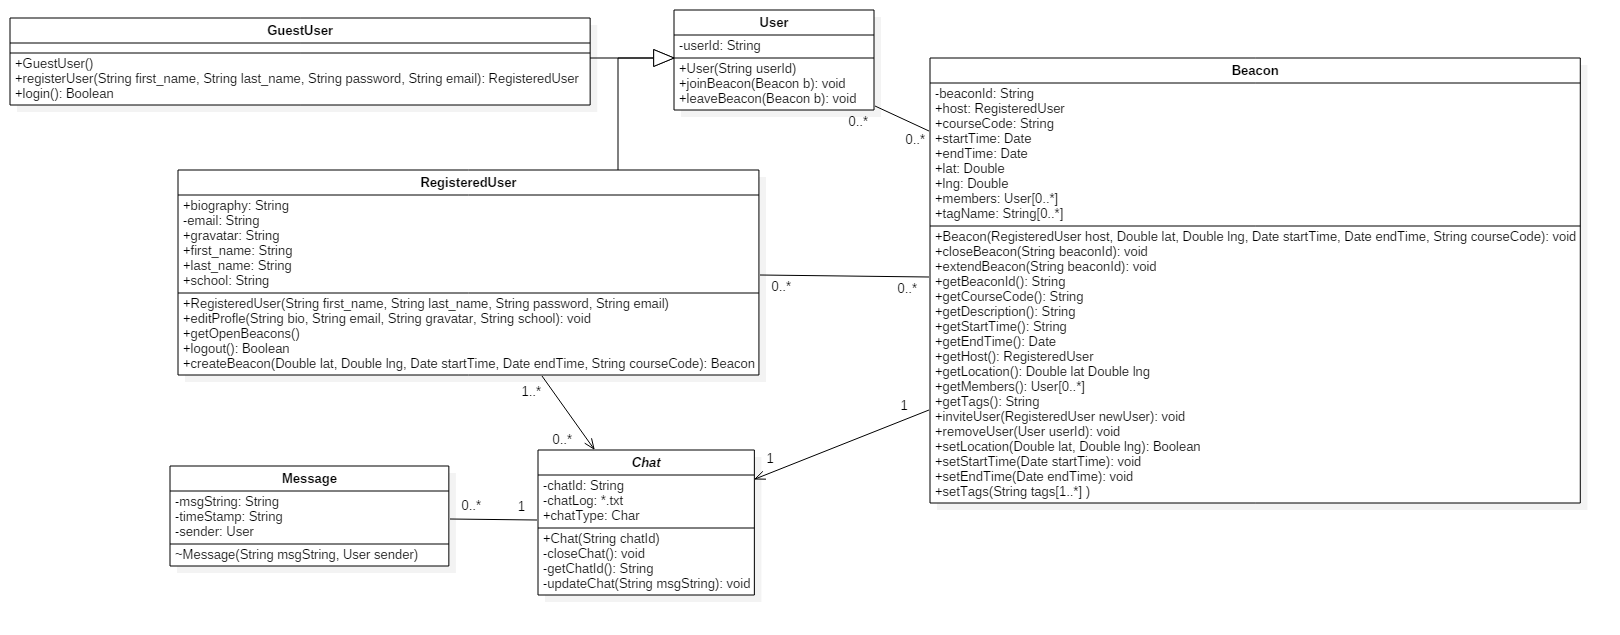 GuestUser
+GuestUser()
+registerUser(String first_name, String last_name, String password, String email): RegisteredUser
+login(): Boolean
User
-userId: String
+User(String userId)
+joinBeacon(Beacon b): void
+leaveBeacon(Beacon b): void
0..*
0..*
Beacon
-beaconId: String
+host: RegisteredUser
+courseCode: String
+startTime: Date
+endTime: Date
+lat: Double
+lng: Double
+members: User[0..*]
+tagName: String[0..*]
+Beacon(RegisteredUser host, Double lat, Double lng, Date startTime, Date endTime, String courseCode): void
+closeBeacon(String beaconId): void
+extendBeacon(String beaconId): void
+getBeaconId(): String
+getCourseCode(): String
+getDescription(): String
+getStartTime(): String
+getEndTime(): Date
+getHost(): RegisteredUser
+getLocation(): Double lat Double lng
+getMembers(): User[0..*]
+getTags(): String
+inviteUser(RegisteredUser newUser): void
+removeUser(User userId): void
+setLocation(Double lat, Double lng): Boolean
+setStartTime(Date startTime): void
+setEndTime(Date endTime): void
+setTags(String tags[1..*] )
RegisteredUser
+biography: String
-email: String
+gravatar: String
+first_name: String
+last_name: String
+school: String
+RegisteredUser(String first_name, String last_name, String password, String email)
+editProfle(String bio, String email, String gravatar, String school): void
+getOpenBeacons()
+logout(): Boolean
+createBeacon(Double lat, Double lng, Date startTime, Date endTime, String courseCode): Beacon
0..*
0..*
1..*
0..*
1
1
Chat
-chatId: String
-chatLog: *.txt
+chatType: Char
+Chat(String chatId)
-closeChat(): void
-getChatId(): String
-updateChat(String msgString): void
Message
-msgString: String
-timeStamp: String
-sender: User
~Message(String msgString, User sender)
0..*
1